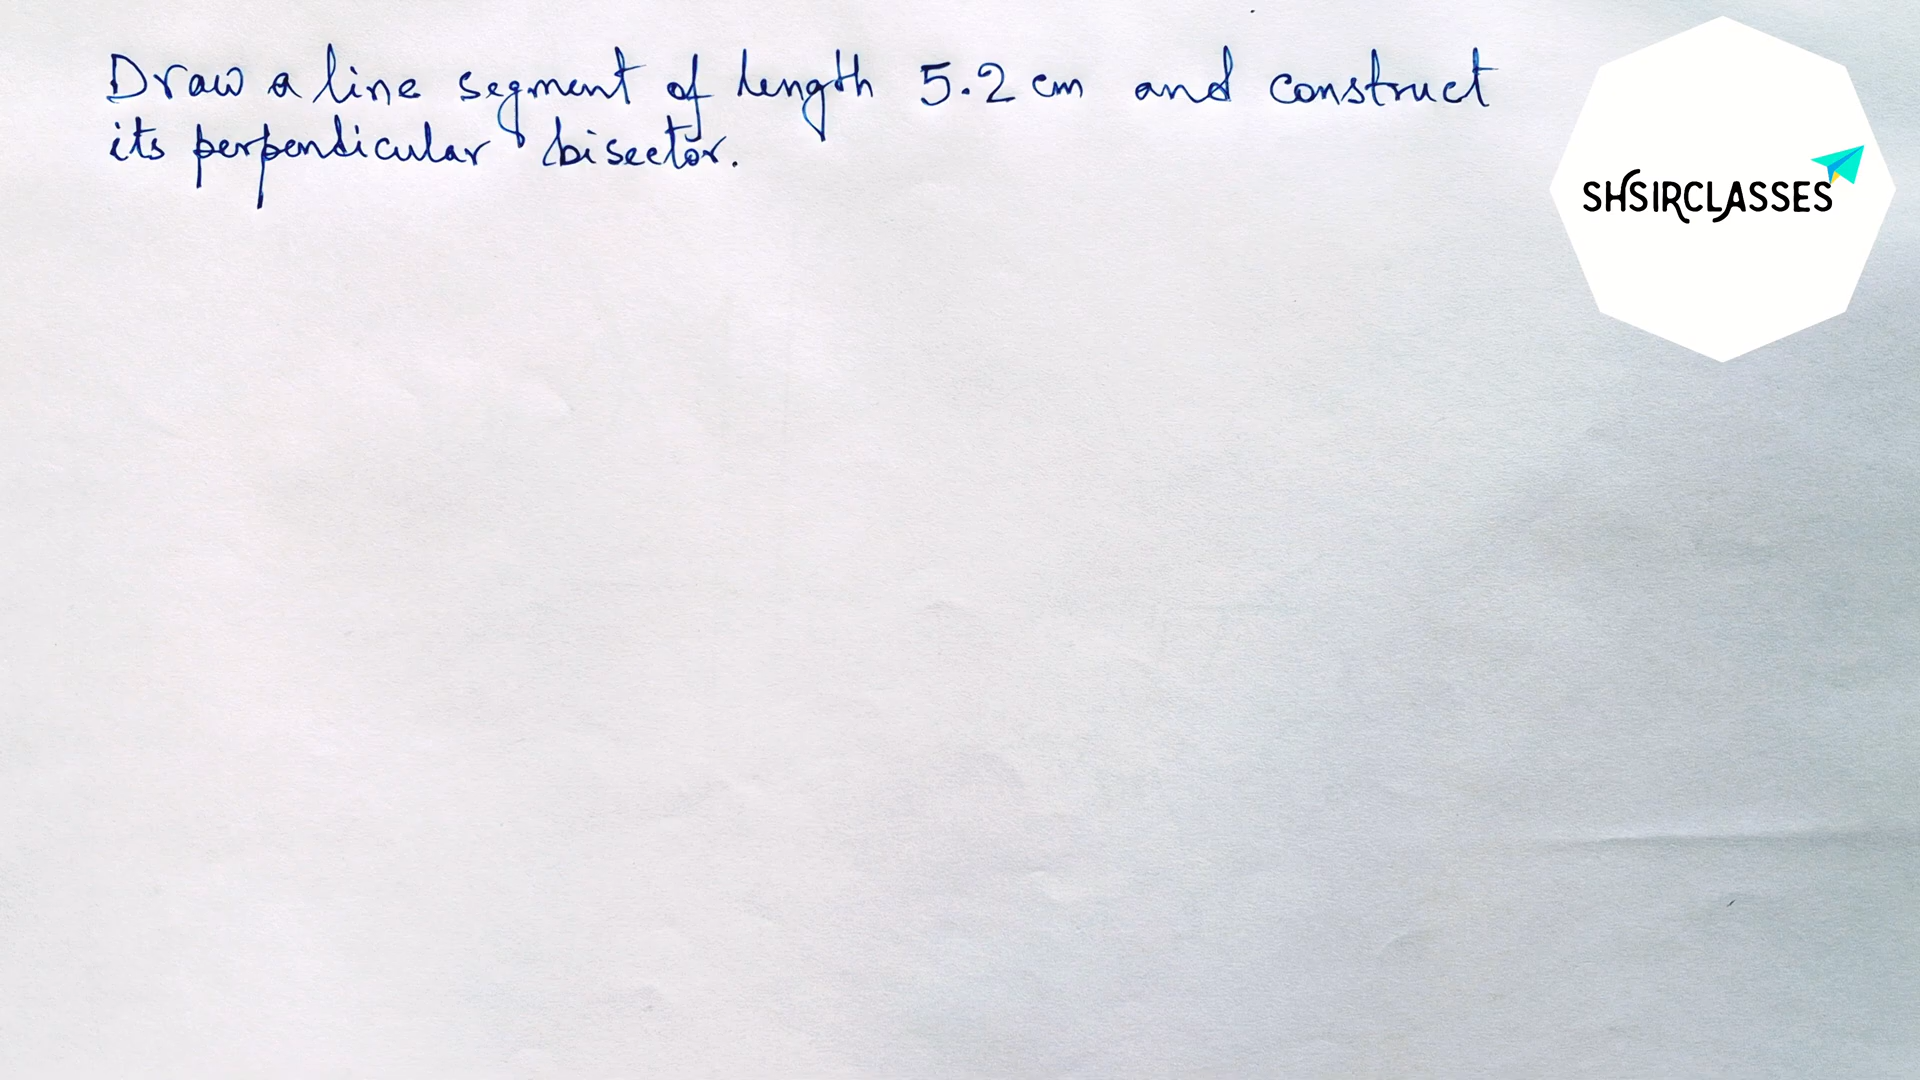 Draw a line segment of length 5.2 cm and construct
its perpendicular bisector.
SHSIRCLASSES